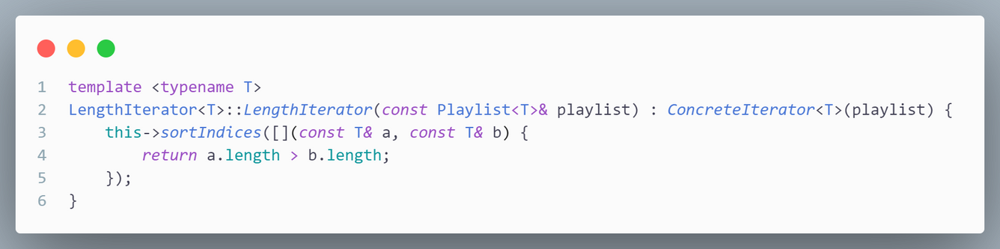 1 template <typename T>
2 LengthIterator<T>::LengthIterator(const Playlist<T>& playlist) : ConcreteIterator<T>(playlist) {
3     this->sortIndices([](const T& a, const T& b) {
4         return a.length > b.length;
5     });
6 }